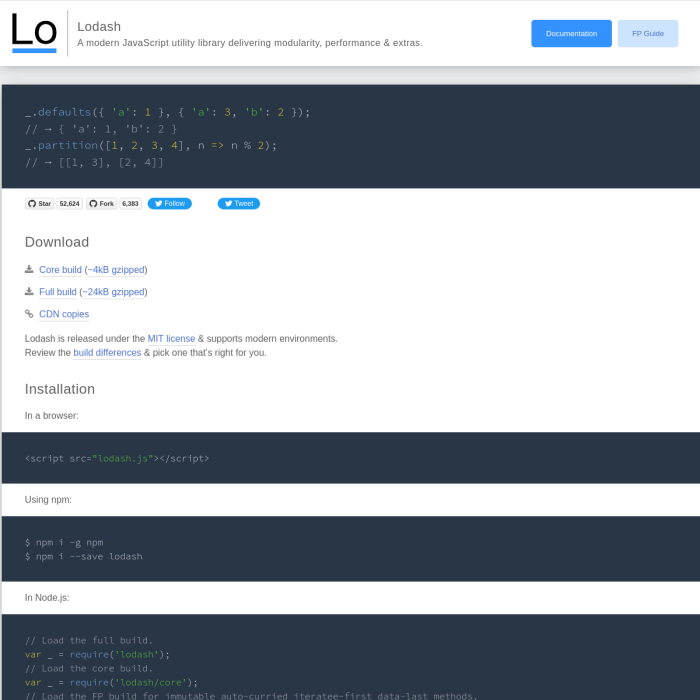 Lo
Lodash
A modern JavaScript utility library delivering modularity, performance & extras.
Documentation
FP Guide
_.defaults({ 'a': 1 }, { 'a': 3, 'b': 2 });
// → { 'a': 1, 'b': 2 }
_.partition([1, 2, 3, 4], n => n % 2);
// → [[1, 3], [2, 4]]
Star 52,624 Fork 6,383 Follow Tweet
Download
Core build (~4kB gzipped)
Full build (~24kB gzipped)
CDN copies
Lodash is released under the MIT license & supports modern environments.
Review the build differences & pick one that's right for you.
Installation
In a browser:
<script src="lodash.js"></script>
Using npm:
$ npm i -g npm
$ npm i --save lodash
In Node.js:
// Load the full build.
var _ = require('lodash');
// Load the core build.
var _ = require('lodash/core');
// Load the FP build for immutable auto-curried iteratee-first data-last methods.